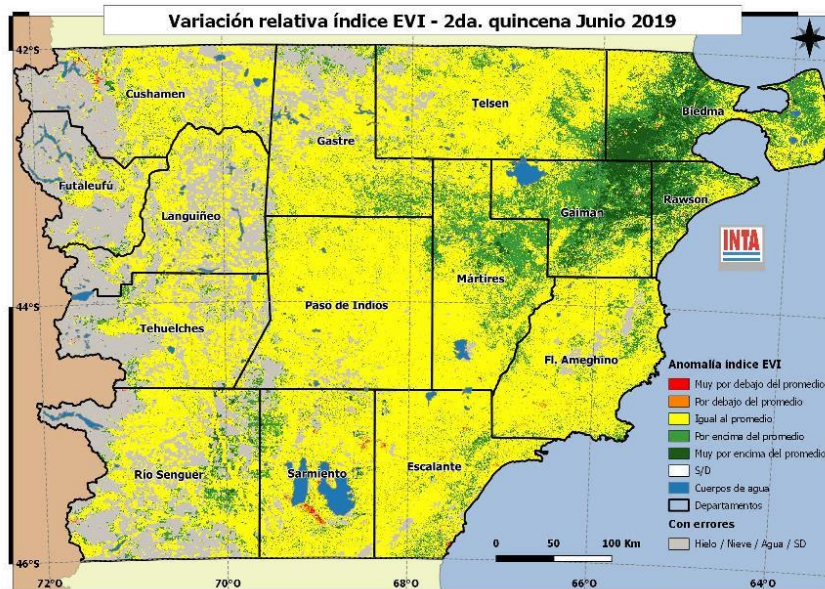 Variación relativa índice EVI - 2da. quincena Junio 2019
42°S
Cushamen
Telsen
Biedma
Gastre
Futaleufú
Languiñeo
Gaiman
Rawson
INTA
Mártires
44°S
Paso de Indios
Tehuelches
Fl. Ameghino
Anomalía índice EVI
Muy por debajo del promedio
Por debajo del promedio
Igual al promedio
Por encima del promedio
Muy por encima del promedio
S/D
Cuerpos de agua
Departamentos
Con errores
Hielo / Nieve / Agua / SD
Río Senguer
Sarmiento
Escalante
0 50 100 Km
46°S
72°O 70°O 68°O 66°O 64°O